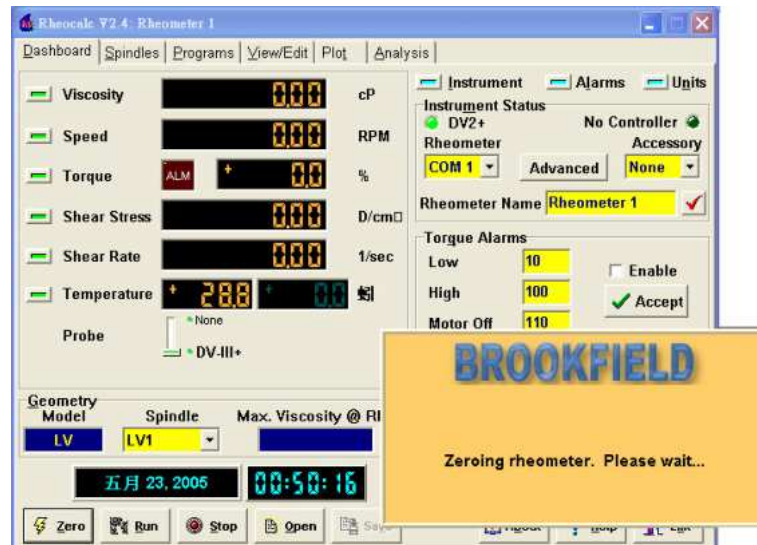 Rheocalc V2.4: Rheometer 1
Dashboard Spindles Programs View/Edit Plot Analysis
Viscosity 0.00 cP
Speed 0.00 RPM
Torque ALM + 0.0 %
Shear Stress 0.00 D/cm□
Shear Rate 0.00 1/sec
Temperature + 28.8 + 0.0
Probe
None
DV-III+
Instrument Alarms Units
Instrument Status
DV2+ No Controller
Rheometer Accessory
COM 1 Advanced None
Rheometer Name Rheometer 1
Torque Alarms
Low 10 Enable
High 100 Accept
Motor Off 110
BROOKFIELD
Zeroing rheometer. Please wait...
Geometry
Model Spindle Max. Viscosity @
LV LV1
五月 23, 2005 00:50:16
Zero Run Stop Open